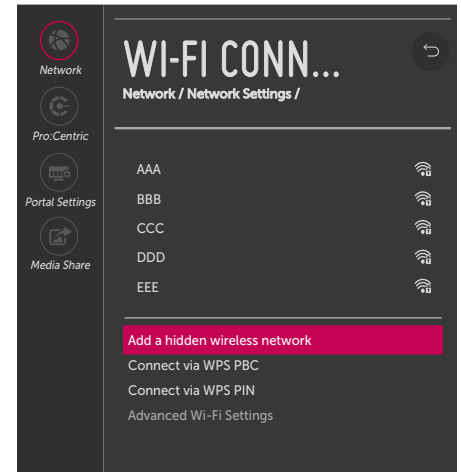 Network
Pro:Centric
Portal Settings
Media Share
WI-FI CONN...
Network / Network Settings /
AAA
BBB
CCC
DDD
EEE
Add a hidden wireless network
Connect via WPS PBC
Connect via WPS PIN
Advanced Wi-Fi Settings